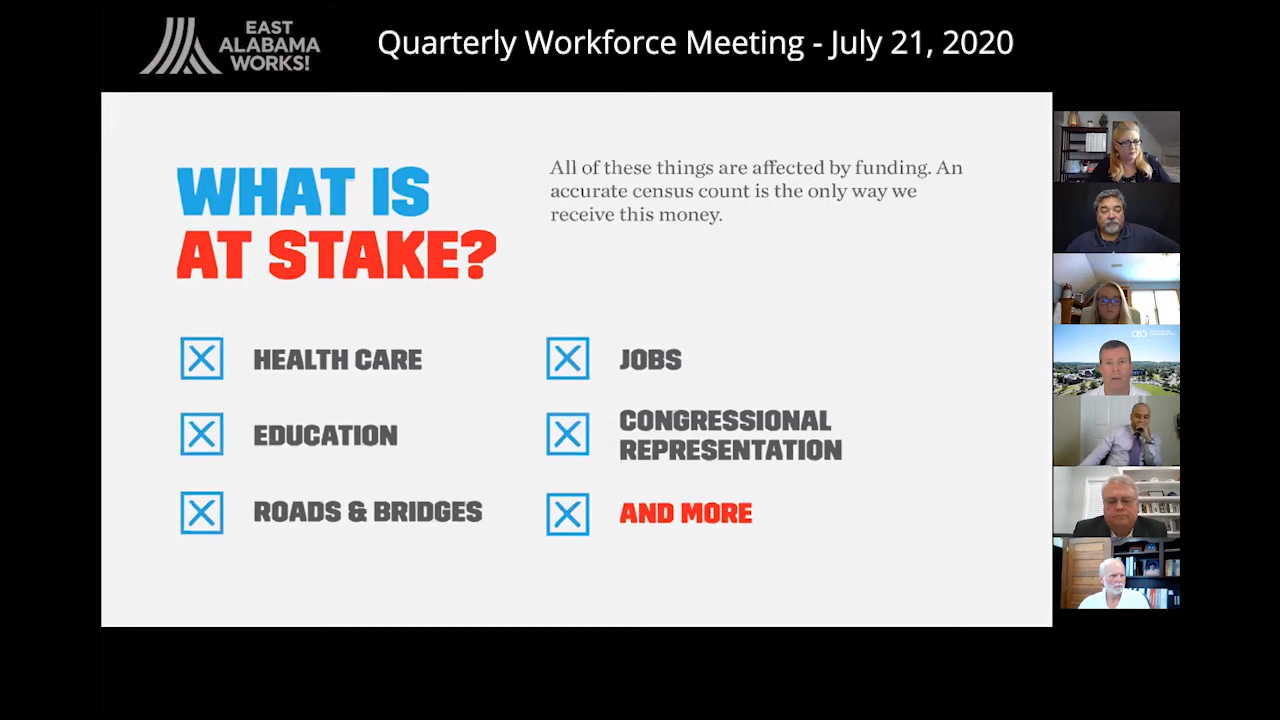 EAST
ALABAMA
WORKS!
Quarterly Workforce Meeting - July 21, 2020
WHAT IS
AT STAKE?
All of these things are affected by funding. An
accurate census count is the only way we
receive this money.
HEALTH CARE
EDUCATION
ROADS & BRIDGES
JOBS
CONGRESSIONAL
REPRESENTATION
AND MORE
CEO